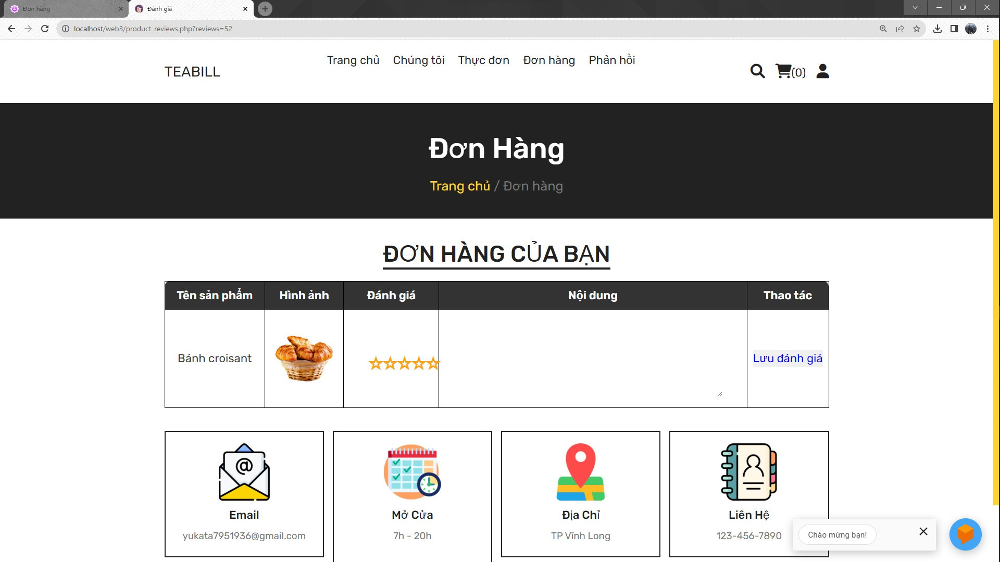 Đơn hàng
Đánh giá
localhost/web3/product_reviews.php?reviews=52
TEABILL
Trang chủ Chúng tôi Thực đơn Đơn hàng Phản hồi
(0)
Đơn Hàng
Trang chủ / Đơn hàng
ĐƠN HÀNG CỦA BẠN
Tên sản phẩm Hình ảnh Đánh giá Nội dung Thao tác
Bánh croisant ☆☆☆☆☆ Lưu đánh giá
Email Mở Cửa Địa Chỉ Liên Hệ
yukata7951936@gmail.com 7h - 20h TP Vĩnh Long 123-456-7890
Chào mừng bạn!